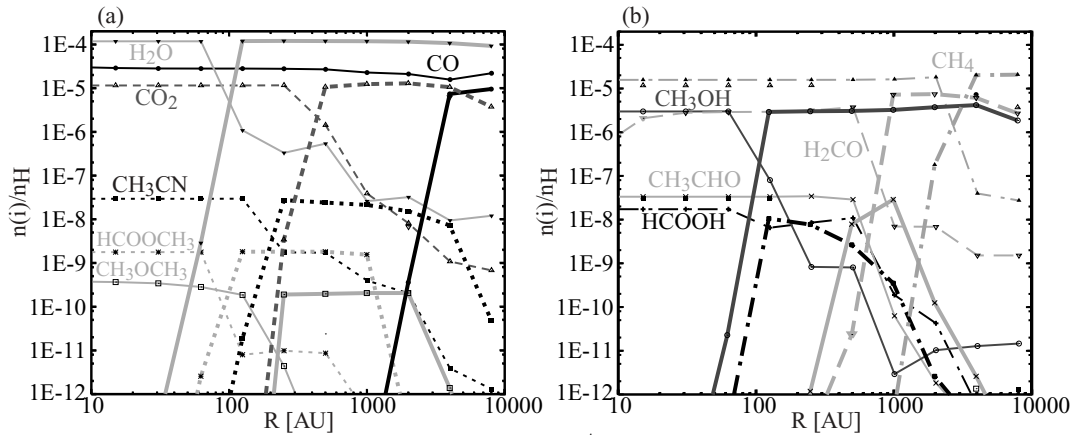 (a)
(b)
1E-4
1E-5
1E-6
1E-7
1E-8
1E-9
1E-10
1E-11
1E-12
n(i)/nH
H2O
CO
CO2
CH3CN
HCOOCH3
CH3OCH3
10
100
1000
10000
R [AU]
1E-4
1E-5
1E-6
1E-7
1E-8
1E-9
1E-10
1E-11
1E-12
n(i)/nH
CH4
CH3OH
H2CO
CH3CHO
HCOOH
10
100
1000
10000
R [AU]